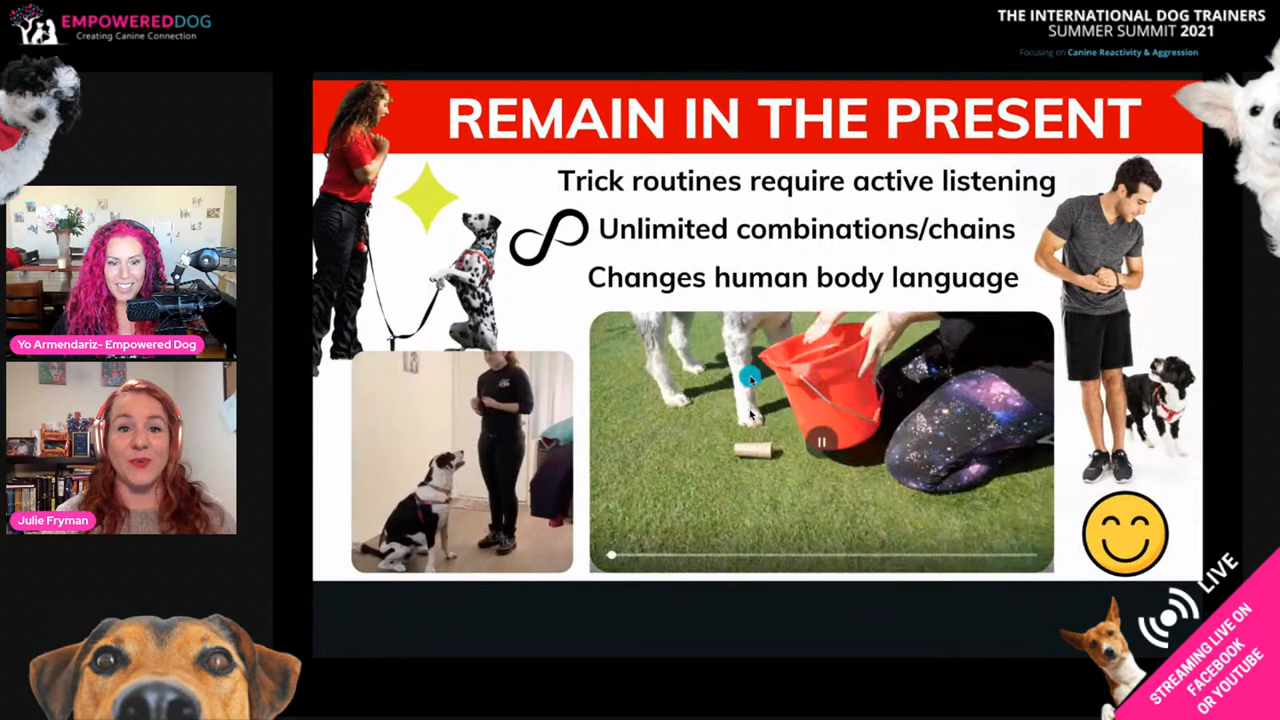 EMPOWEREDDOG
Creating Canine Connection
THE INTERNATIONAL DOG TRAINERS
SUMMER SUMMIT 2021
Focusing on Canine Reactivity & Aggression
REMAIN IN THE PRESENT
Trick routines require active listening
Unlimited combinations/chains
Changes human body language
Yo Armendariz- Empowered Dog
Julie Fryman
LIVE
STREAMING LIVE ON
FACEBOOK
OR YOUTUBE